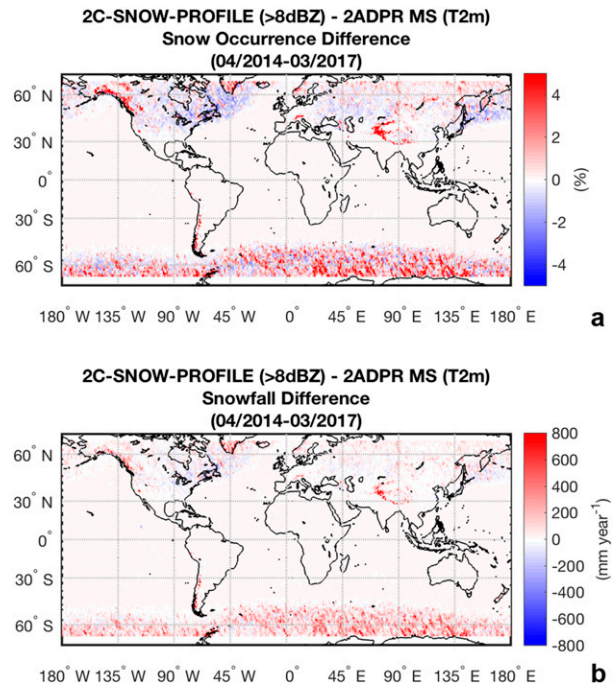 2C-SNOW-PROFILE (>8dBZ) - 2ADPR MS (T2m)
Snow Occurrence Difference
(04/2014-03/2017)
60° N
30° N
0°
30° S
60° S
180° W 135° W 90° W 45° W 0° 45° E 90° E 135° E 180° E
4
2
0
-2
-4
(%)
a
2C-SNOW-PROFILE (>8dBZ) - 2ADPR MS (T2m)
Snowfall Difference
(04/2014-03/2017)
60° N
30° N
0°
30° S
60° S
180° W 135° W 90° W 45° W 0° 45° E 90° E 135° E 180° E
800
600
400
200
0
-200
-400
-600
-800
(mm year⁻¹)
b